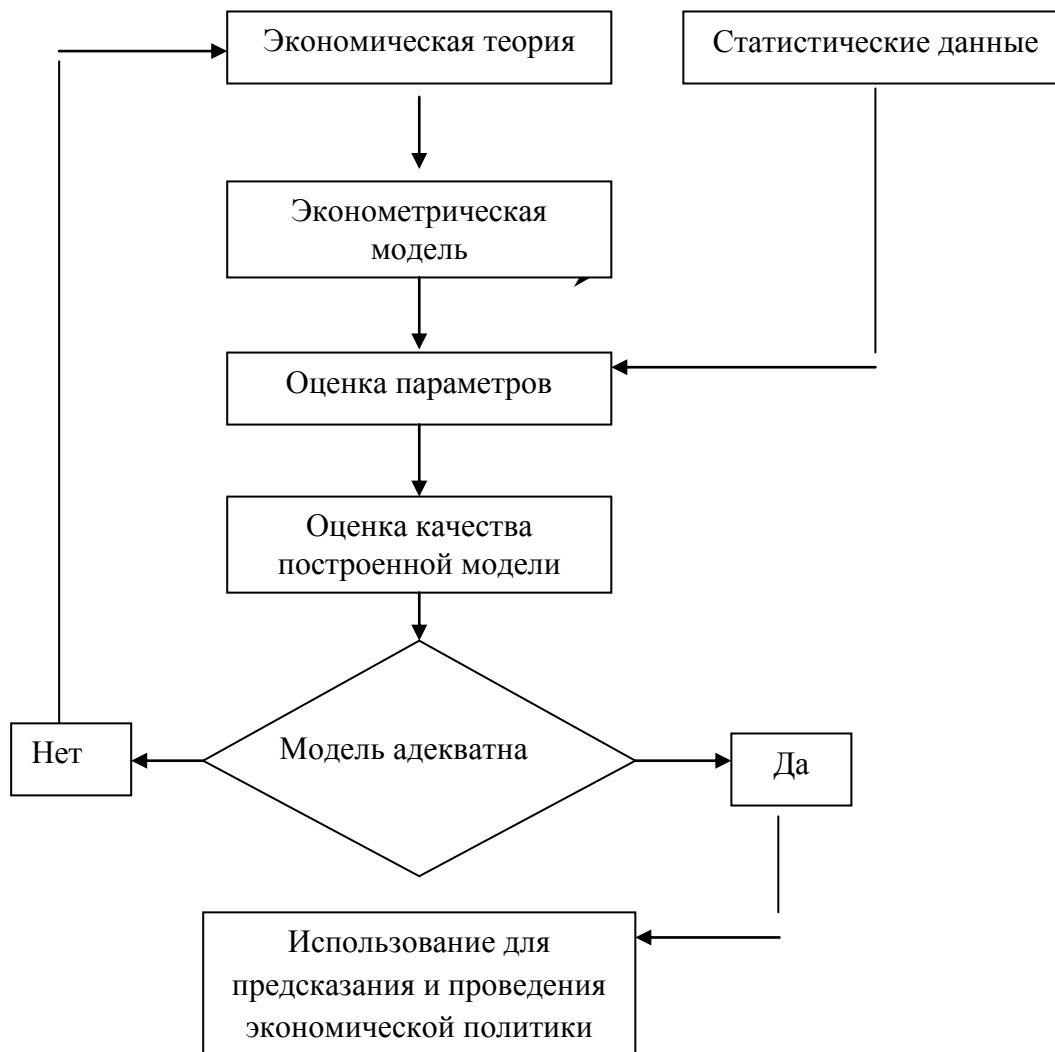 Экономическая теория
Статистические данные
Эконометрическая
модель
Оценка параметров
Оценка качества
построенной модели
Нет
Модель адекватна
Да
Использование для
предсказания и проведения
экономической политики